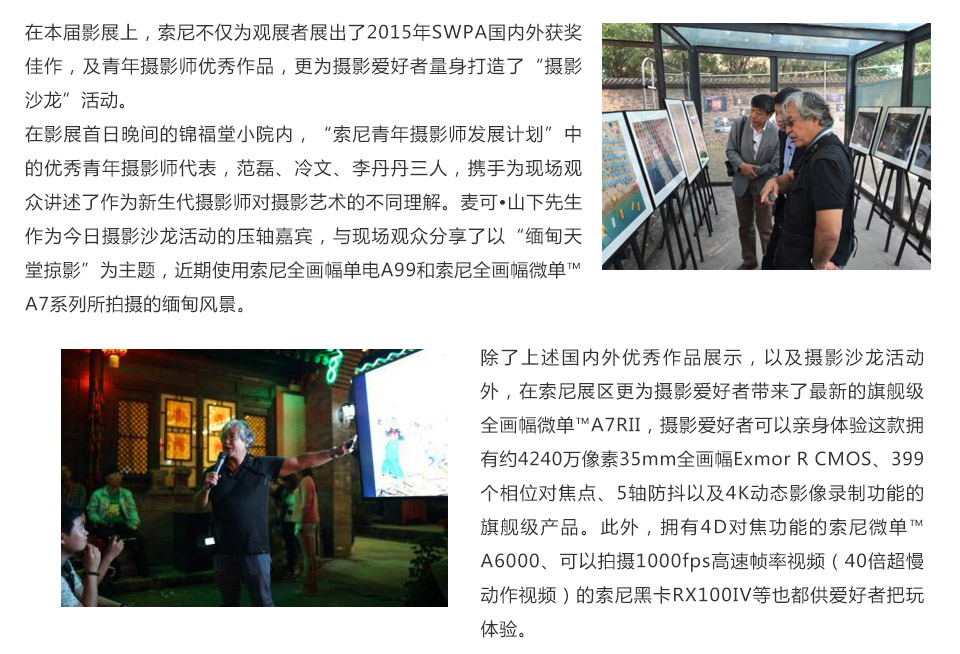 在本届影展上，索尼不仅为观展者展出了2015年SWPA国内外获奖
佳作，及青年摄影师优秀作品，更为摄影爱好者量身打造了“摄影
沙龙”活动。
在影展首日晚间的锦福堂小院内，“索尼青年摄影师发展计划”中
的优秀青年摄影师代表，范磊、冷文、李丹丹三人，携手为现场观
众讲述了作为新生代摄影师对摄影艺术的不同理解。麦可•山下先生
作为今日摄影沙龙活动的压轴嘉宾，与现场观众分享了以“缅甸天
堂掠影”为主题，近期使用索尼全画幅单电A99和索尼全画幅微单™
A7系列所拍摄的缅甸风景。
除了上述国内外优秀作品展示，以及摄影沙龙活动
外，在索尼展区更为摄影爱好者带来了最新的旗舰级
全画幅微单™A7RII，摄影爱好者可以亲身体验这款拥
有约4240万像素35mm全画幅Exmor R CMOS、399
个相位对焦点、5轴防抖以及4K动态影像录制功能的
旗舰级产品。此外，拥有4D对焦功能的索尼微单™
A6000、可以拍摄1000fps高速帧率视频（40倍超慢
动作视频）的索尼黑卡RX100IV等也都供爱好者把玩
体验。